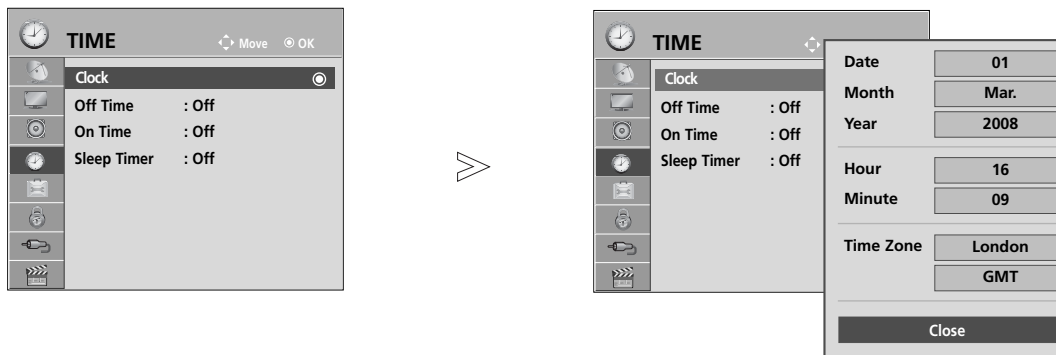 TIME
Move OK
Clock
Off Time : Off
On Time : Off
Sleep Timer : Off
TIME
Clock
Off Time : Off
On Time : Off
Sleep Timer : Off
Date 01
Month Mar.
Year 2008
Hour 16
Minute 09
Time Zone London
GMT
Close